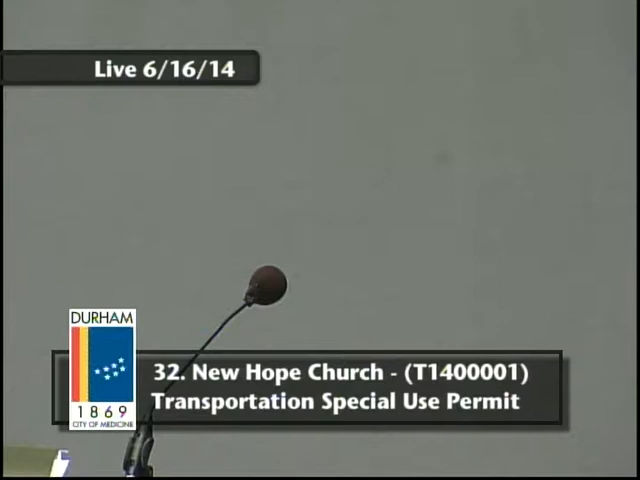 Live 6/16/14
DURHAM
1869
CITY OF MEDICINE
32. New Hope Church - (T1400001)
Transportation Special Use Permit